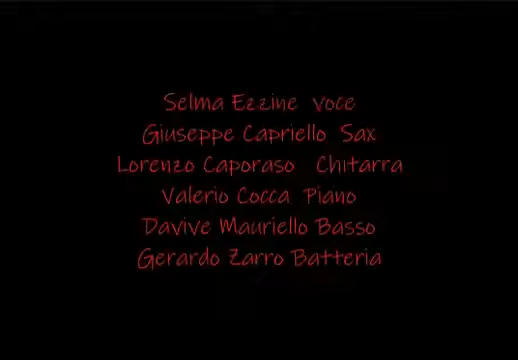 Selma Ezzine voce
Giuseppe Capriello Sax
Lorenzo Caporaso Chitarra
Valerio Cocca Piano
Davive Mauriello Basso
Gerardo Zarro Batteria